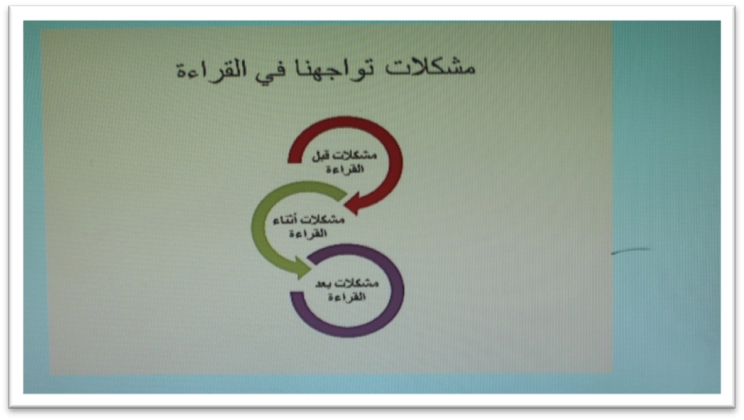 مشكلات تواجهنا في القراءة
مشكلات قبل
القراءة
مشكلات أثناء
القراءة
مشكلات بعد
القراءة